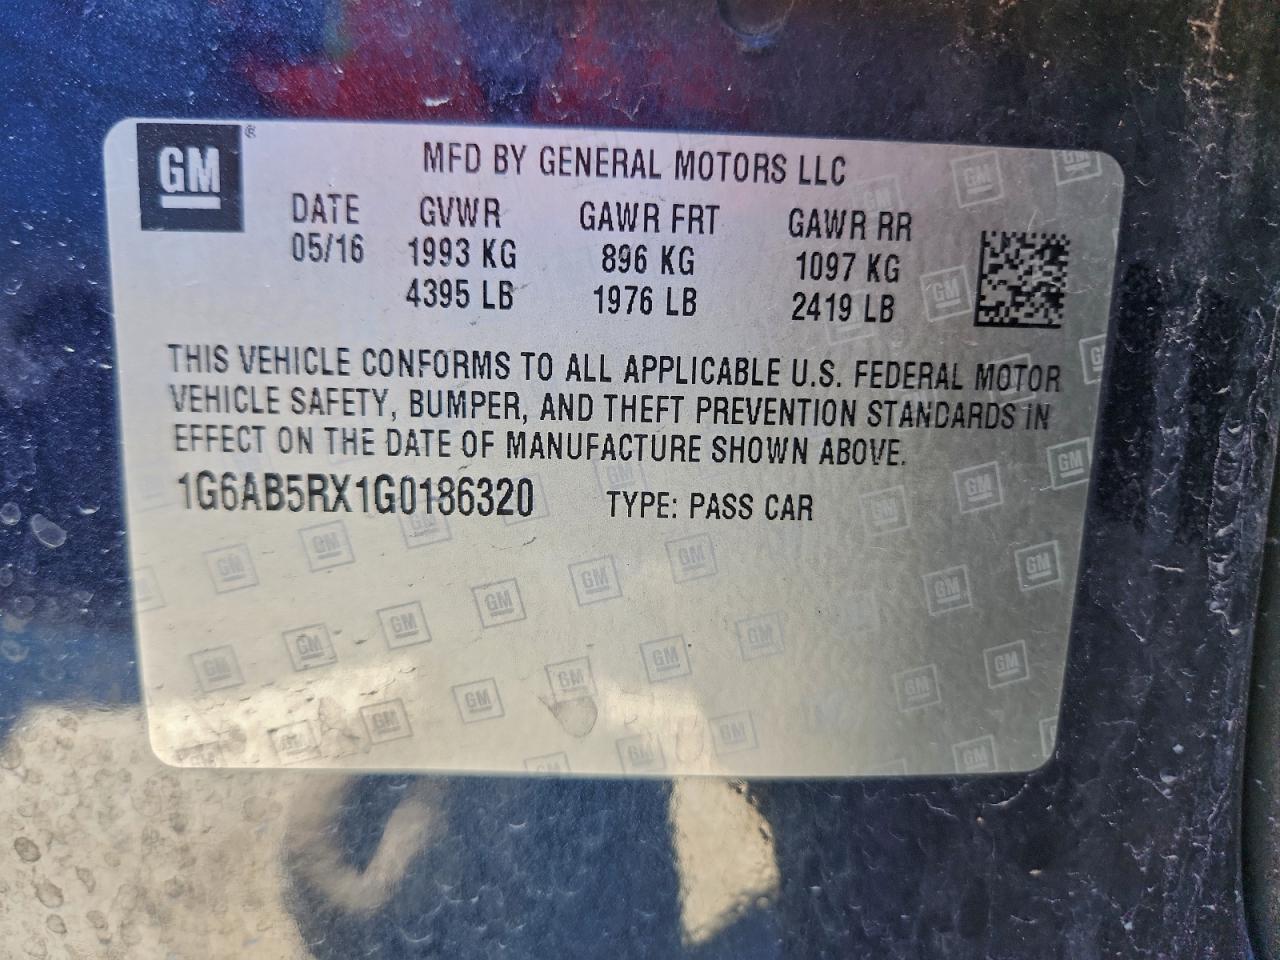 GM ®
MFD BY GENERAL MOTORS LLC
DATE GVWR GAWR FRT GAWR RR
05/16 1993 KG 896 KG 1097 KG
4395 LB 1976 LB 2419 LB
THIS VEHICLE CONFORMS TO ALL APPLICABLE U.S. FEDERAL MOTOR
VEHICLE SAFETY, BUMPER, AND THEFT PREVENTION STANDARDS IN
EFFECT ON THE DATE OF MANUFACTURE SHOWN ABOVE.
1G6AB5RX1G0186320 TYPE: PASS CAR